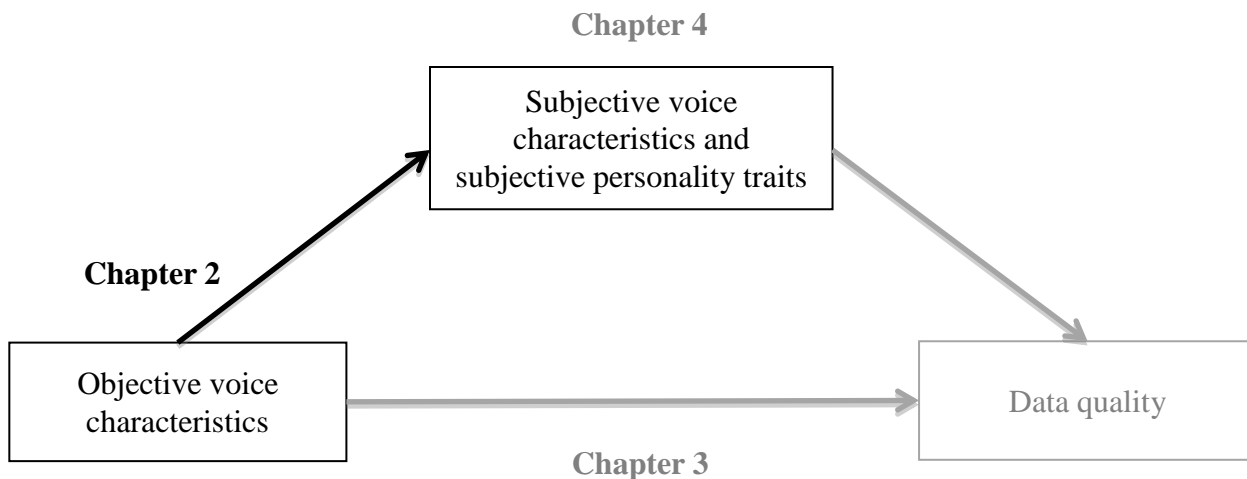 Chapter 4
Subjective voice
characteristics and
subjective personality traits
Chapter 2
Objective voice
characteristics
Data quality
Chapter 3